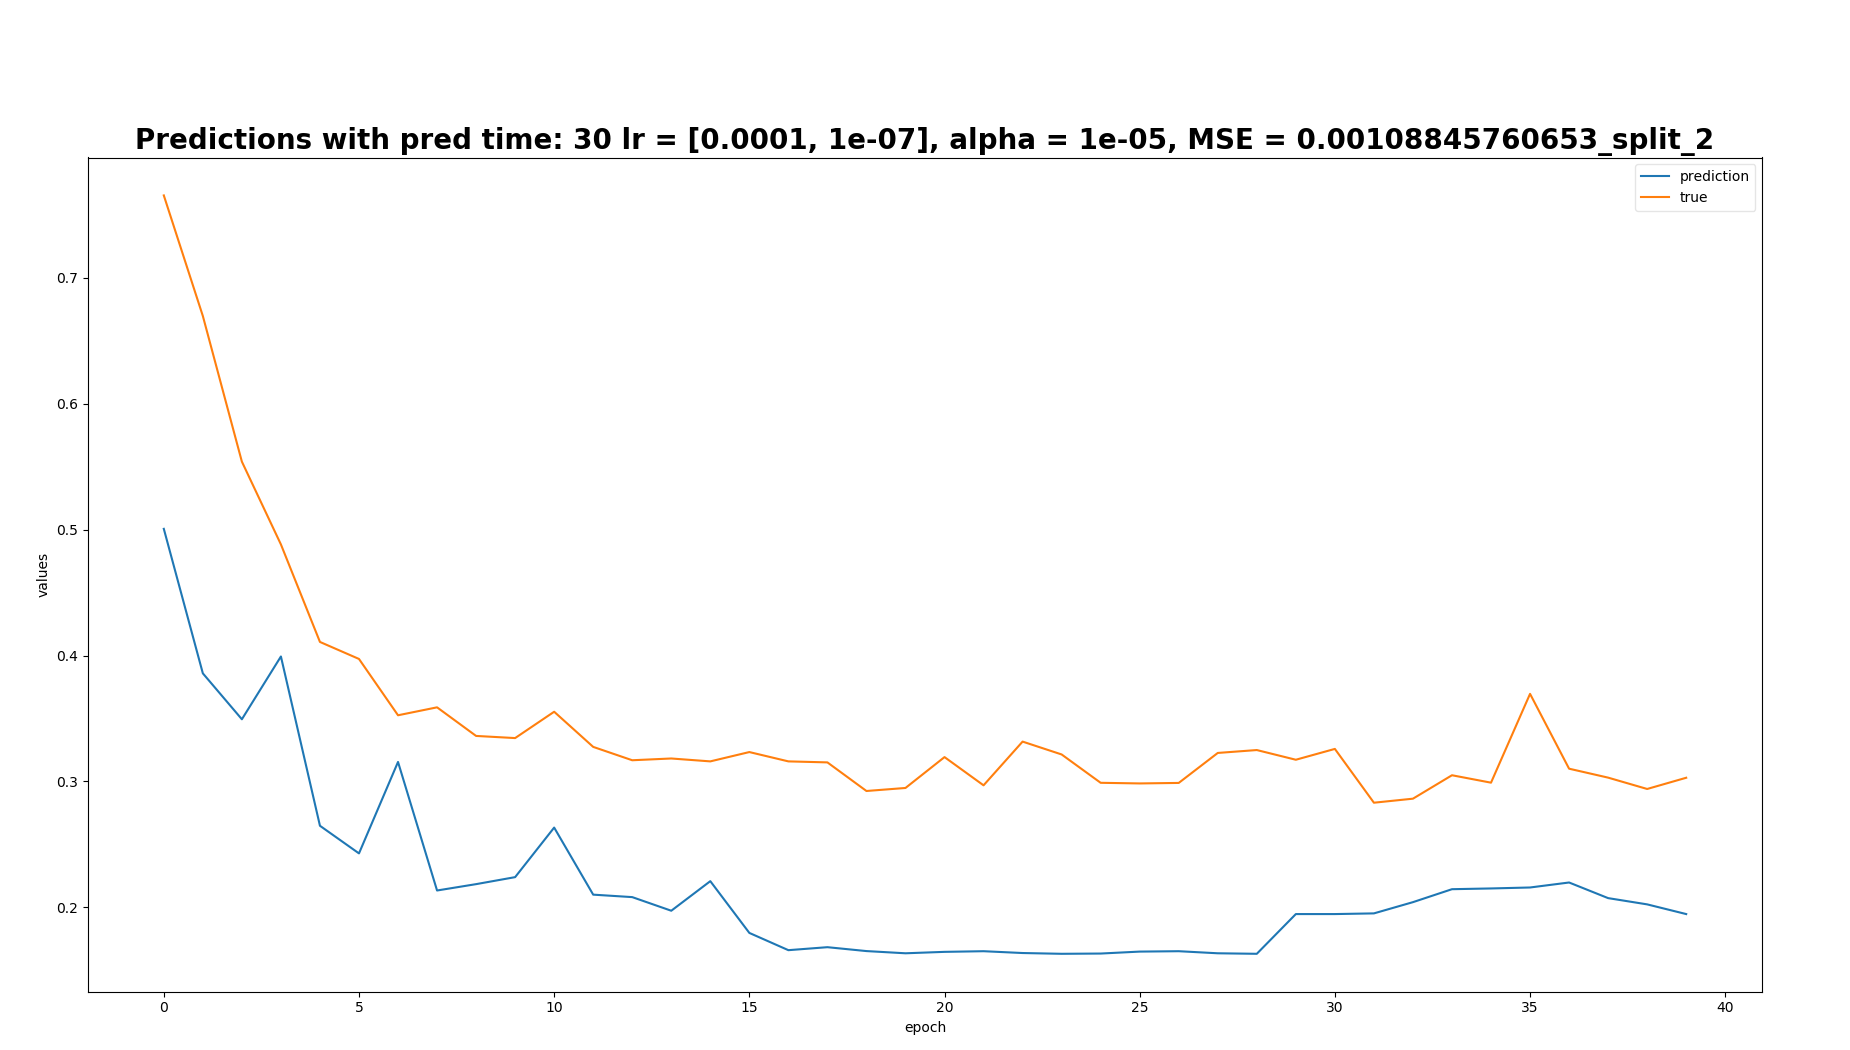 Predictions with pred time: 30 lr = [0.0001, 1e-07], alpha = 1e-05, MSE = 0.00108845760653_split_2
prediction
true
0.7
0.6
0.5
0.4
0.3
0.2
values
0 5 10 15 20 25 30 35 40
epoch